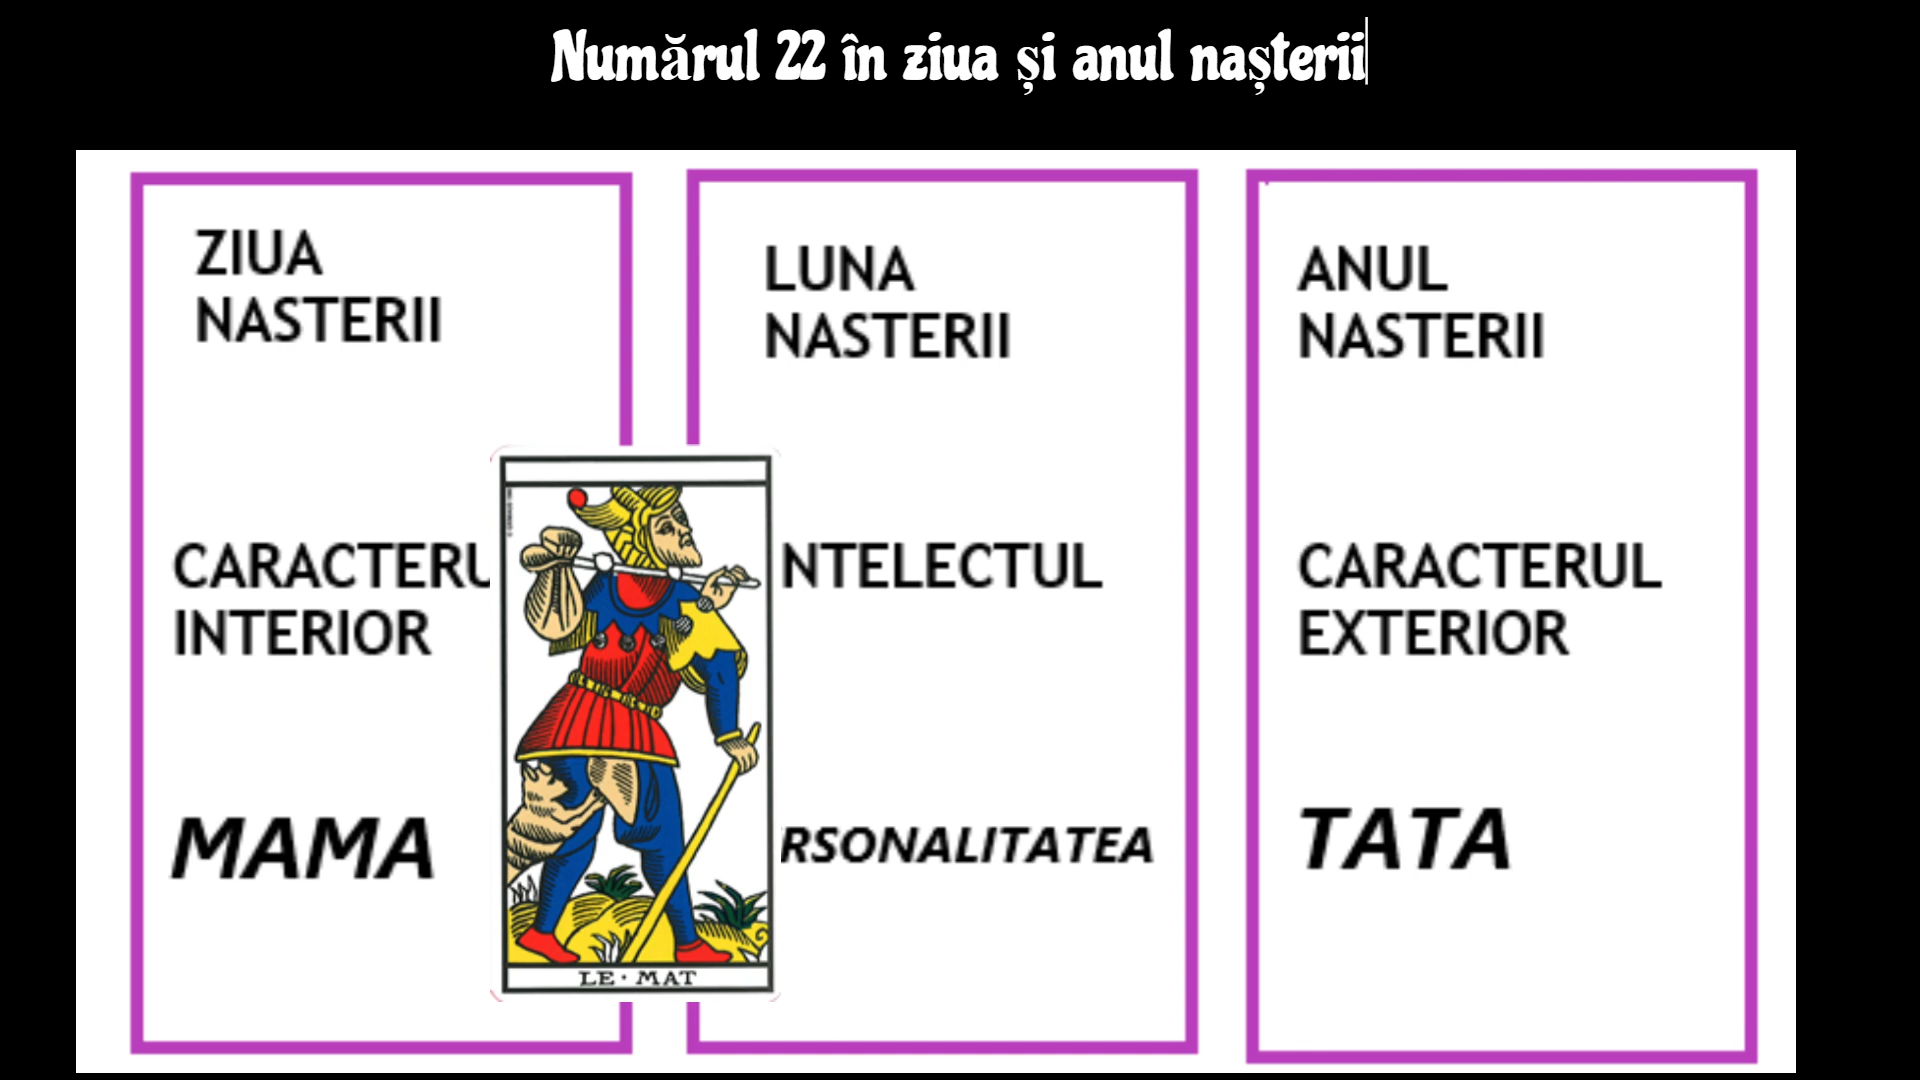 Numărul 22 în ziua și anul nașterii
ZIUA
NASTERII
CARACTERU
INTERIOR
MAMA
LE·MAT
LUNA
NASTERII
NTELECTUL
RSONALITATEA
ANUL
NASTERII
CARACTERUL
EXTERIOR
TATA